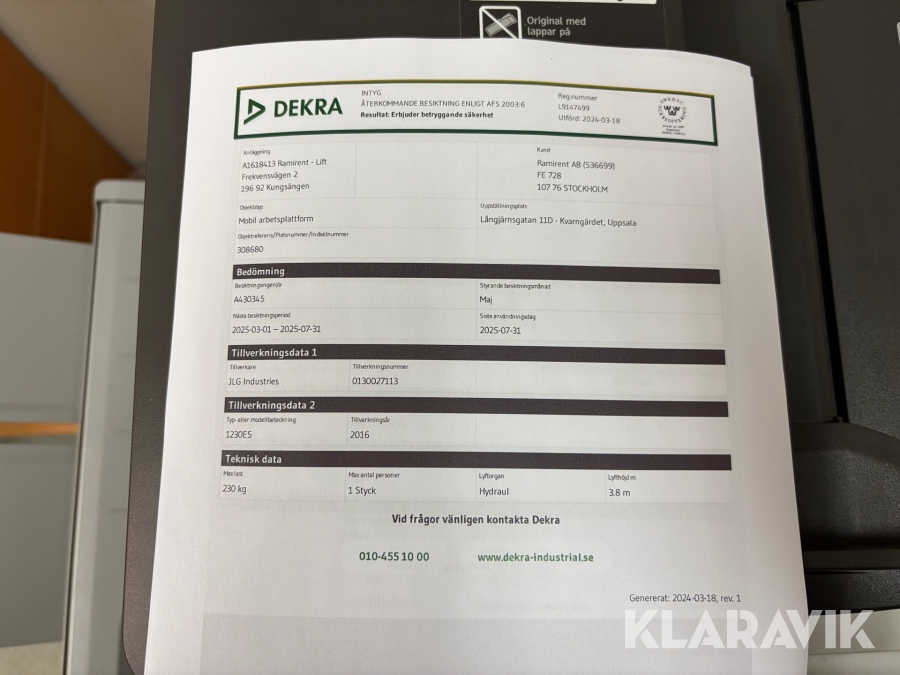 Original med
lappar på
DEKRA
INTYG
ÅTERKOMMANDE BESIKTNING ENLIGT AFS 2003:6
Resultat: Erbjuder betryggande säkerhet
Reg.nummer
L9147499
Utförd: 2024-03-18
Anläggning
A1618413 Ramirent - Lift
Frekvensvägen 2
196 92 Kungsängen
Kund
Ramirent AB (536699)
FE 728
107 76 STOCKHOLM
Objekttyp
Mobil arbetsplattform
Uppställningsplats
Långjärnsgatan 11D - Kvarngärdet, Uppsala
Objektreferens/Platsnummer/Individnummer
308680
Bedömning
Besiktningsingenjör
A430345
Styrande besiktningsmånad
Maj
Nästa besiktningsperiod
2025-03-01 – 2025-07-31
Sista användningsdag
2025-07-31
Tillverkningsdata 1
Tillverkare
JLG Industries
Tillverkningsnummer
0130027113
Tillverkningsdata 2
Typ- eller modellbeteckning
1230ES
Tillverkningsår
2016
Teknisk data
Max last
230 kg
Max antal personer
1 Styck
Lyftorgan
Hydraul
Lyfthöjd m
3.8 m
Vid frågor vänligen kontakta Dekra
010-455 10 00
www.dekra-industrial.se
Genererat: 2024-03-18, rev. 1
KLARAVIK